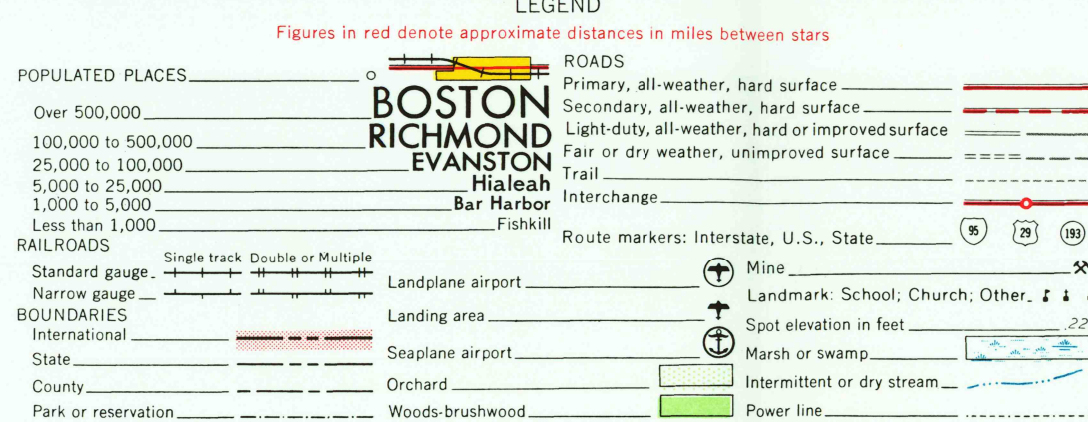 LEGEND
Figures in red denote approximate distances in miles between stars
POPULATED PLACES
Over 500,000 BOSTON
100,000 to 500,000 RICHMOND
25,000 to 100,000 EVANSTON
5,000 to 25,000 Hialeah
1,000 to 5,000 Bar Harbor
Less than 1,000 Fishkill
RAILROADS
Single track Double or Multiple
Standard gauge
Narrow gauge
BOUNDARIES
International
State
County
Park or reservation
Landplane airport
Landing area
Seaplane airport
Orchard
Woods-brushwood
ROADS
Primary, all-weather, hard surface
Secondary, all-weather, hard surface
Light-duty, all-weather, hard or improved surface
Fair or dry weather, unimproved surface
Trail
Interchange
Route markers: Interstate, U.S., State 95 29 193
Mine
Landmark: School; Church; Other
Spot elevation in feet
Marsh or swamp
Intermittent or dry stream
Power line